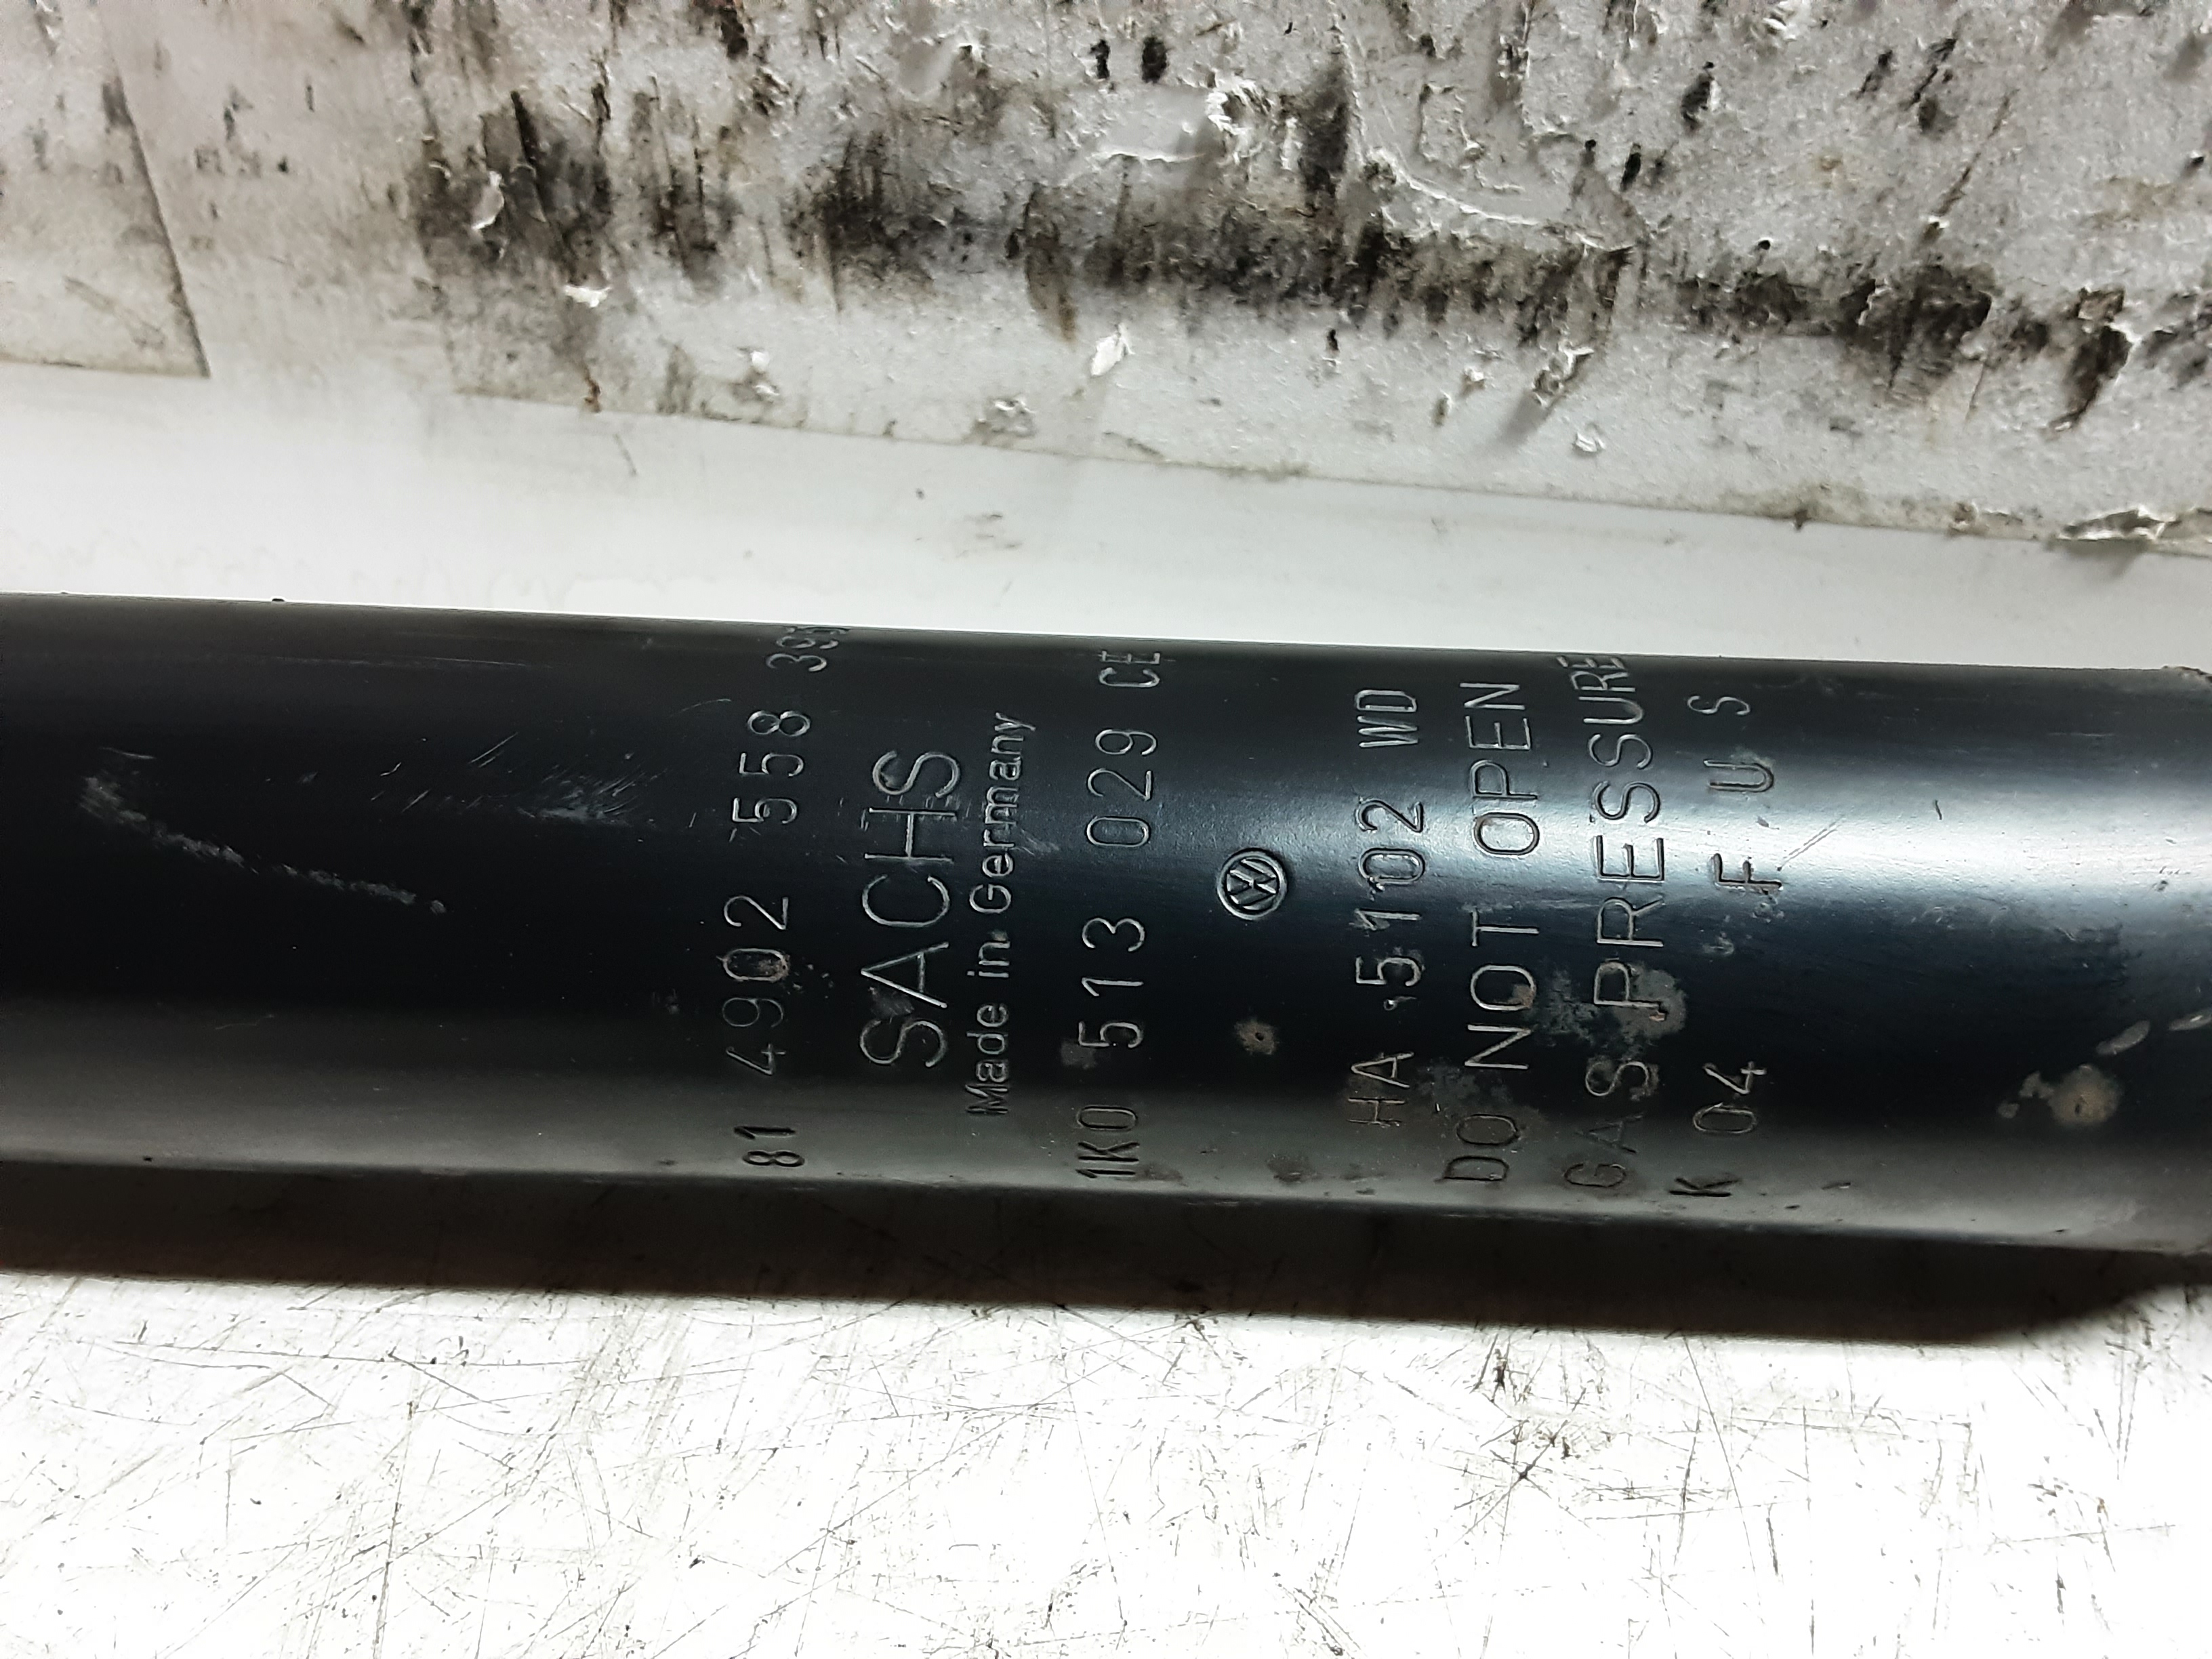 81 4902 558 39
SACHS
Made in Germany
1K0 513 029 CE
HA 5102 WD
DO NOT OPEN
GAS PRESSURE
K 04 F U S